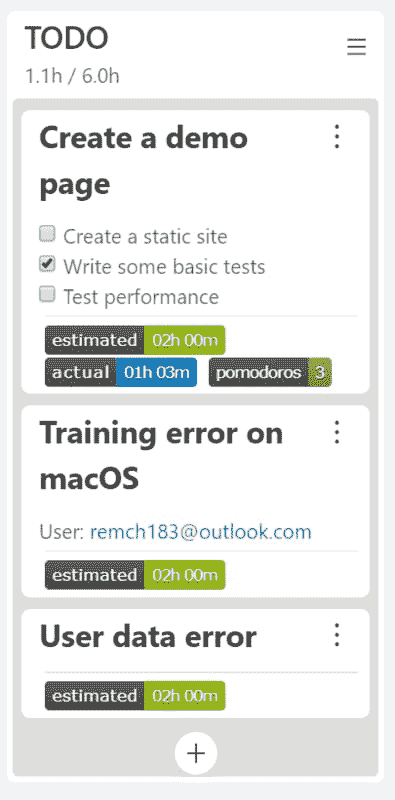 TODO
1.1h / 6.0h
Create a demo
page
Create a static site
Write some basic tests
Test performance
estimated 02h 00m
actual 01h 03m pomodoros 3
Training error on
macOS
User: remch183@outlook.com
estimated 02h 00m
User data error
estimated 02h 00m